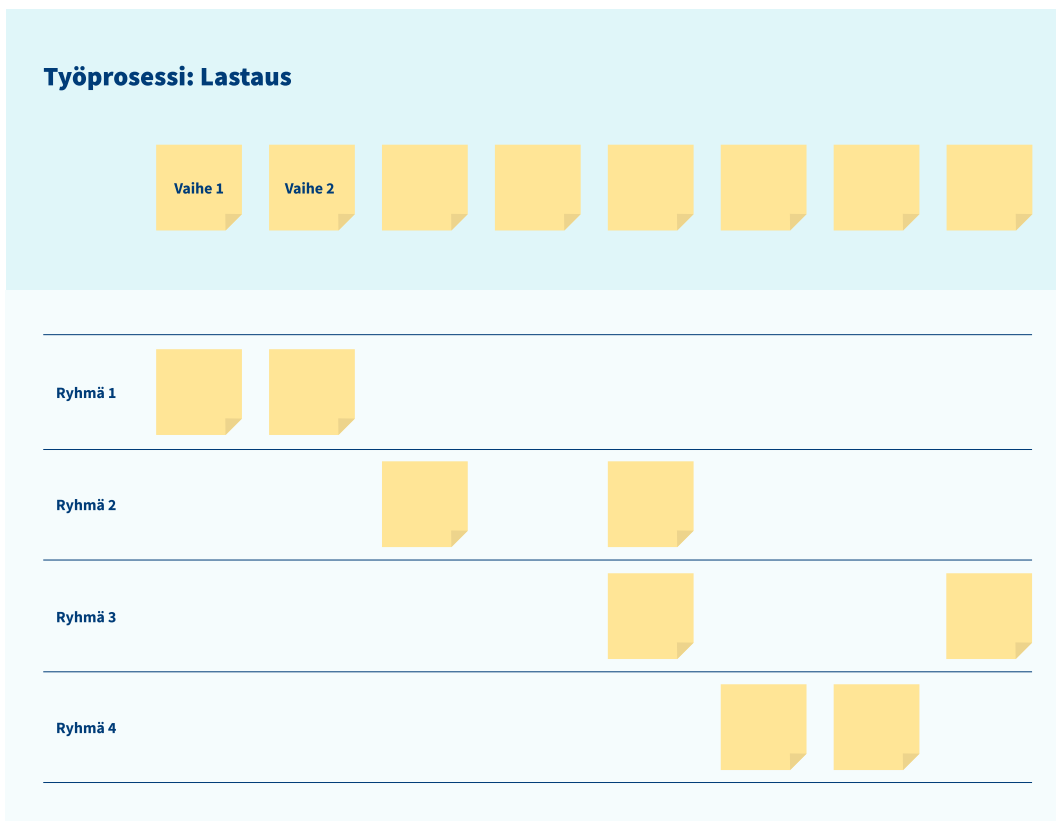 Työprosessi: Lastaus
Vaihe 1
Vaihe 2
Ryhmä 1
Ryhmä 2
Ryhmä 3
Ryhmä 4